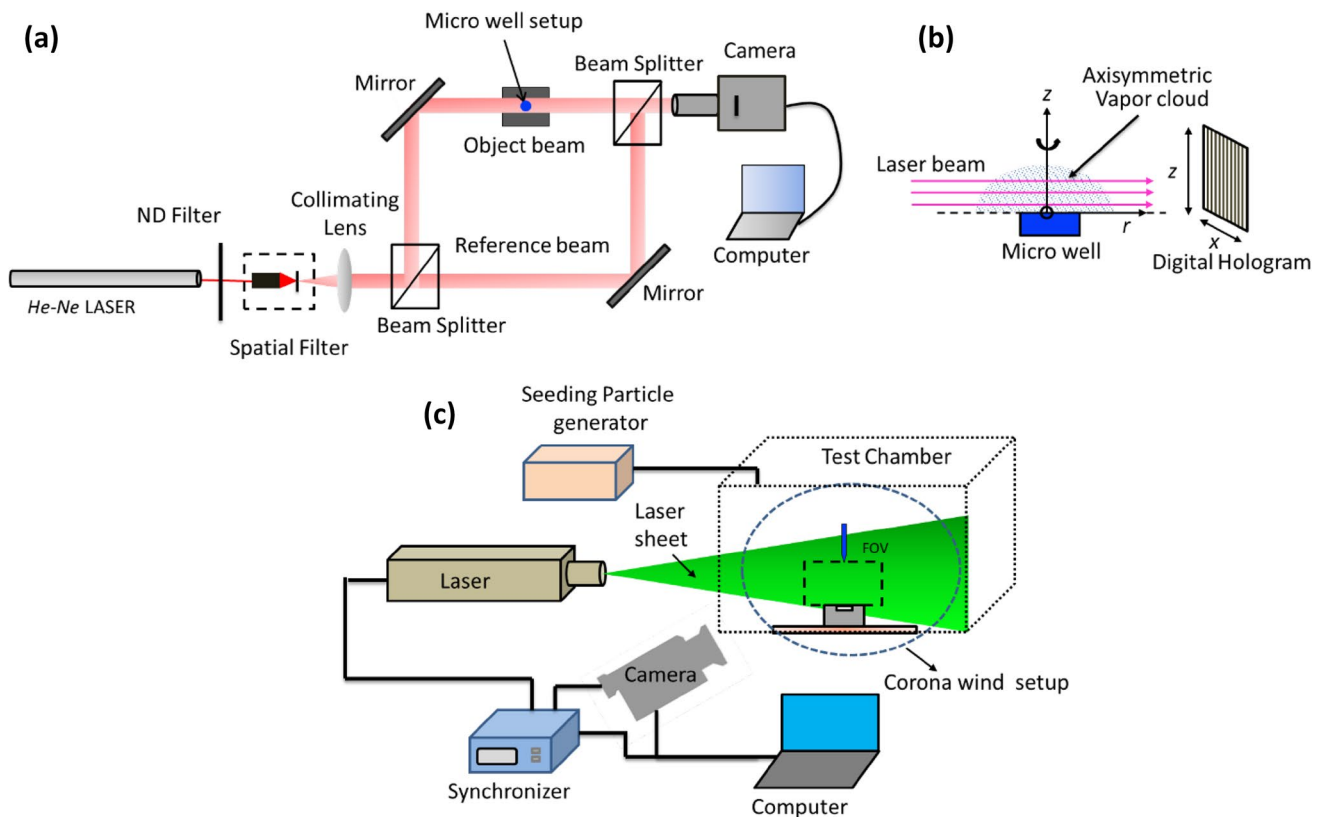 (a)
Micro well setup
Mirror
Beam Splitter
Camera
Object beam
ND Filter
Collimating
Lens
Reference beam
Computer
Mirror
He-Ne LASER
Beam Splitter
Spatial Filter
(b)
z
Axisymmetric
Vapor cloud
Laser beam
z
r
Micro well
x
Digital Hologram
(c)
Seeding Particle
generator
Test Chamber
Laser
sheet
FOV
Laser
Camera
Corona wind setup
Synchronizer
Computer